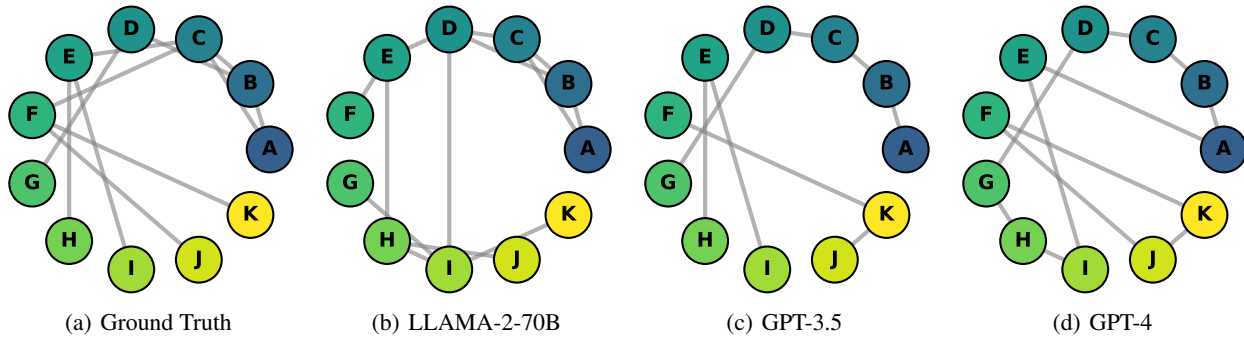 D C D C D C D C
E B E B E B E B
F A F A F A F A
G K G K G K G K
H I J H I J H I J H I J
(a) Ground Truth (b) LLAMA-2-70B (c) GPT-3.5 (d) GPT-4